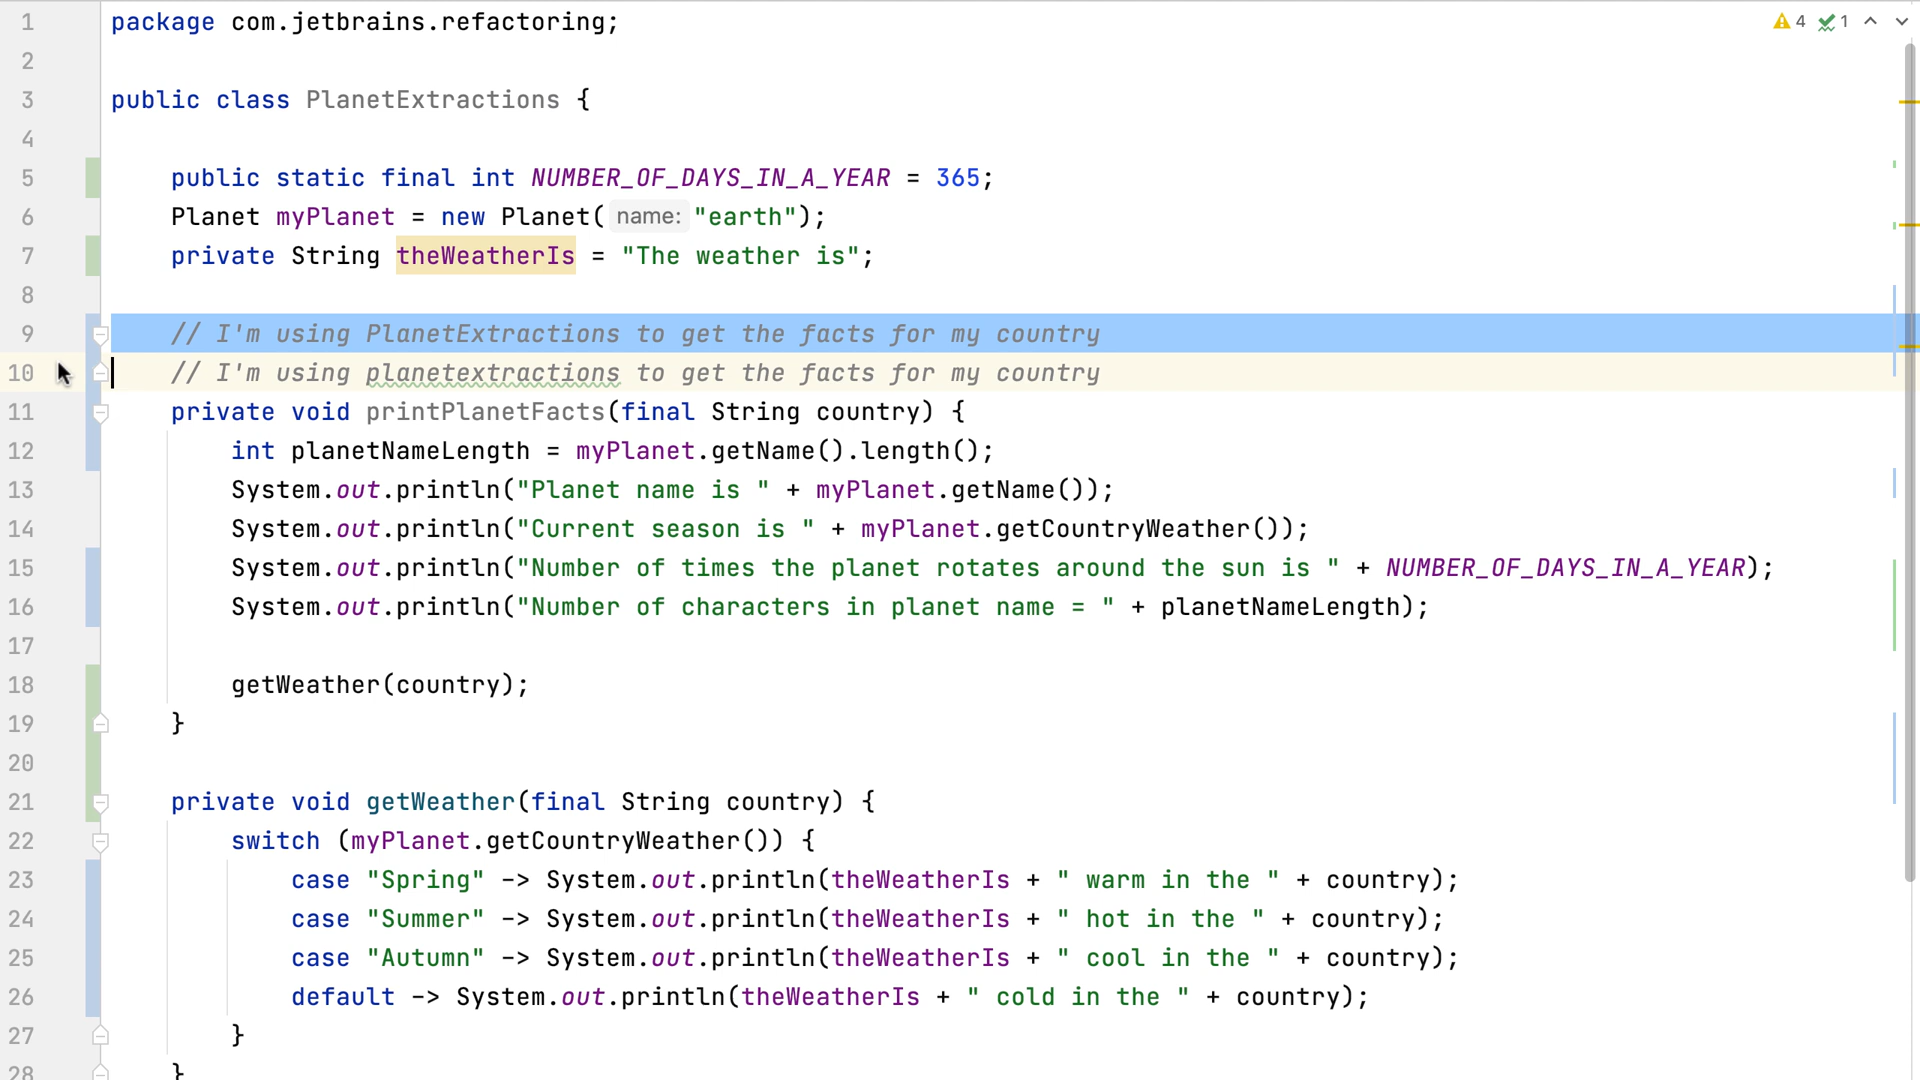 4 1
1 package com.jetbrains.refactoring;
2
3 public class PlanetExtractions {
4
5 public static final int NUMBER_OF_DAYS_IN_A_YEAR = 365;
6 Planet myPlanet = new Planet( name: "earth");
7 private String theWeatherIs = "The weather is";
8
9 // I'm using PlanetExtractions to get the facts for my country
10 // I'm using planetextractions to get the facts for my country
11 private void printPlanetFacts(final String country) {
12 int planetNameLength = myPlanet.getName().length();
13 System.out.println("Planet name is " + myPlanet.getName());
14 System.out.println("Current season is " + myPlanet.getCountryWeather());
15 System.out.println("Number of times the planet rotates around the sun is " + NUMBER_OF_DAYS_IN_A_YEAR);
16 System.out.println("Number of characters in planet name = " + planetNameLength);
17
18 getWeather(country);
19 }
20
21 private void getWeather(final String country) {
22 switch (myPlanet.getCountryWeather()) {
23 case "Spring" -> System.out.println(theWeatherIs + " warm in the " + country);
24 case "Summer" -> System.out.println(theWeatherIs + " hot in the " + country);
25 case "Autumn" -> System.out.println(theWeatherIs + " cool in the " + country);
26 default -> System.out.println(theWeatherIs + " cold in the " + country);
27 }
28 }